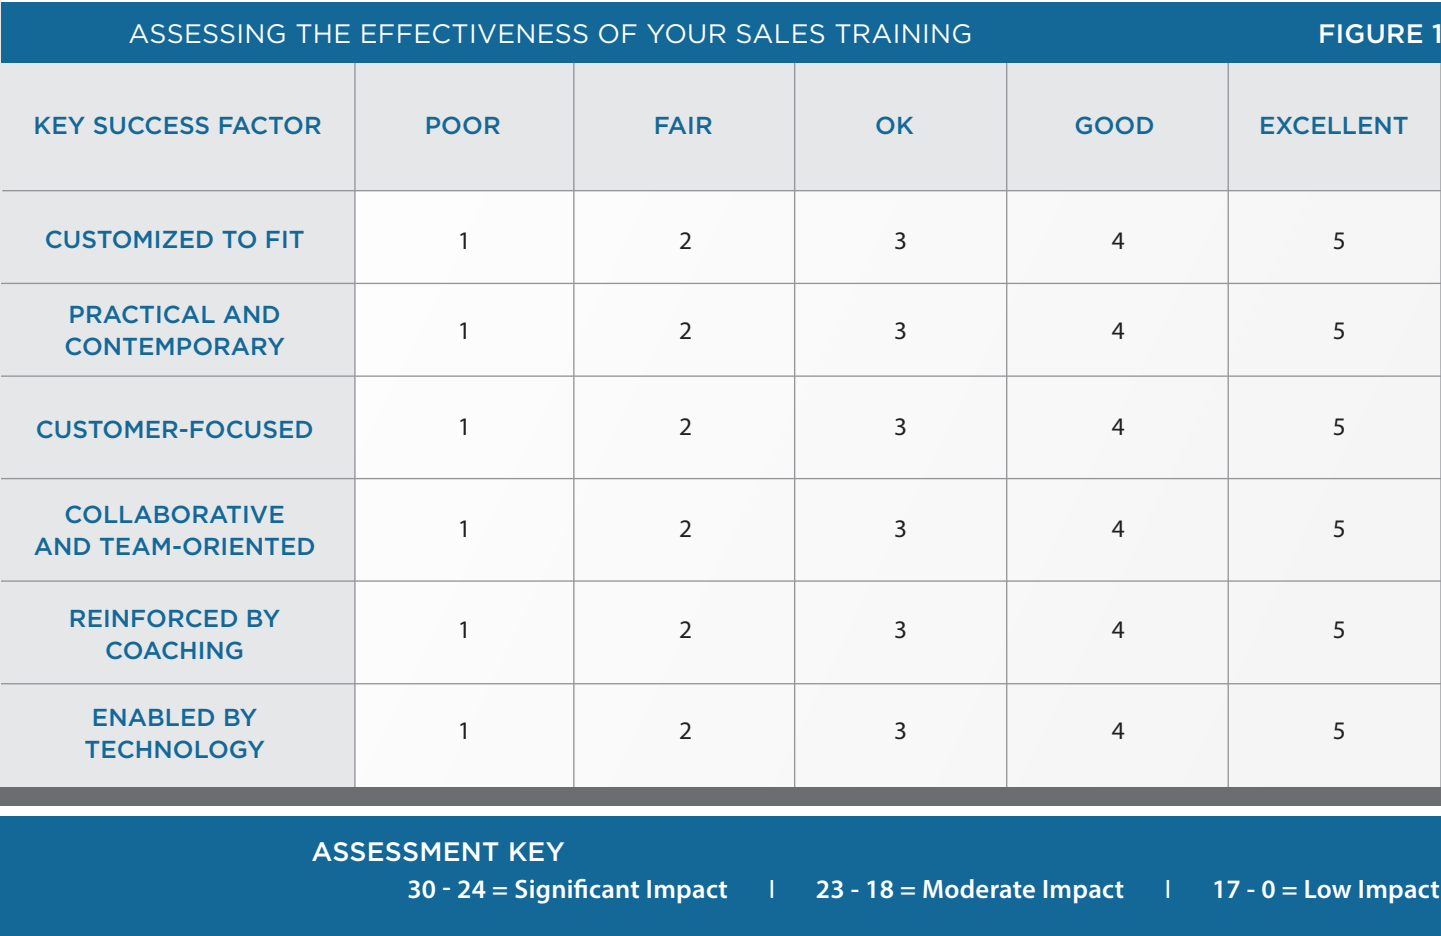 ASSESSING THE EFFECTIVENESS OF YOUR SALES TRAINING FIGURE 1
KEY SUCCESS FACTOR POOR FAIR OK GOOD EXCELLENT
CUSTOMIZED TO FIT 1 2 3 4 5
PRACTICAL AND
CONTEMPORARY 1 2 3 4 5
CUSTOMER-FOCUSED 1 2 3 4 5
COLLABORATIVE
AND TEAM-ORIENTED 1 2 3 4 5
REINFORCED BY
COACHING 1 2 3 4 5
ENABLED BY
TECHNOLOGY 1 2 3 4 5
ASSESSMENT KEY
30 - 24 = Significant Impact | 23 - 18 = Moderate Impact | 17 - 0 = Low Impact